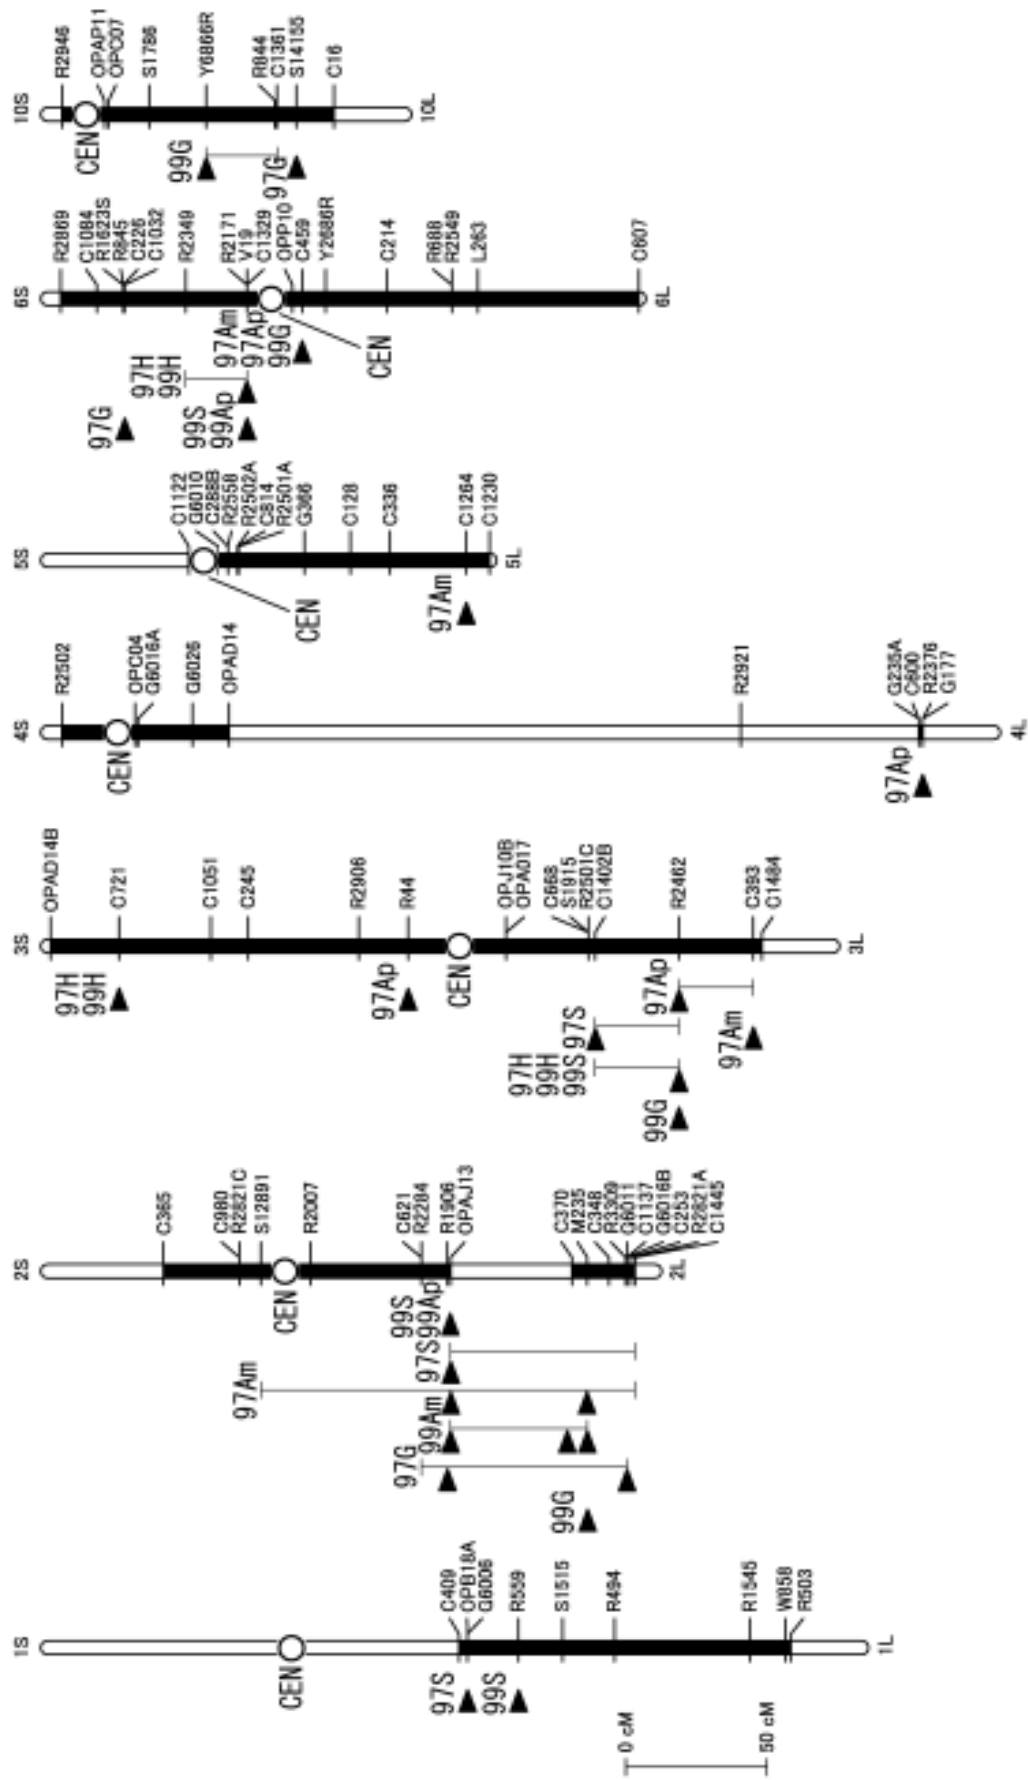 1S
CEN
C409
OPB18A
G6006
R559
S1515
R494
R1545
W858
R503
97S
99S
1L
0 cM
50 cM
2S
C365
C980
R2821C
S12891
CEN
R2007
C621
R2284
R1906
OPAJ13
C370
M235
C348
R3309
G6011
C1137
G6016B
C253
R2821A
C1445
99S
99Ap
97S
97Am
99Am
97G
99G
2L
3S
OPAD14B
C721
C1051
C245
R2906
R44
CEN
OPJ10B
OPAO17
C668
S1915
R2501C
C1402B
R2462
C393
C1484
97H
99H
97Ap
97Ap
97S
97Am
97H
99H
99S
99G
3L
4S
R2502
CEN
OPC04
G6016A
G6026
OPAD14
R2921
G235A
C600
R2376
G177
97Ap
4L
5S
C1122
G6010
C288B
R2558
R2502A
C814
R2501A
G366
C128
C336
C1264
C1230
CEN
97Am
5L
6S
R2869
C1084
R1623S
R845
C226
C1032
R2349
R2171
V19
C1329
OPP10
C459
Y2686R
C214
R688
R2549
L263
C607
97Am
97Ap
99G
CEN
97H
99H
97G
99S
99Ap
6L
10S
R2946
OPAP11
OPC07
S1786
Y6866R
R844
C1361
S14155
C16
CEN
99G
97G
10L